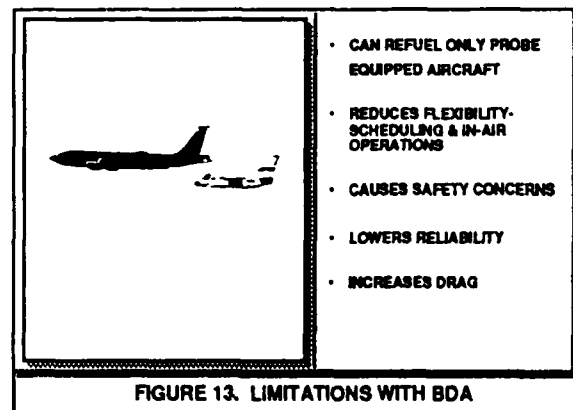 • CAN REFUEL ONLY PROBE
EQUIPPED AIRCRAFT
• REDUCES FLEXIBILITY-
SCHEDULING & IN-AIR
OPERATIONS
• CAUSES SAFETY CONCERNS
• LOWERS RELIABILITY
• INCREASES DRAG
FIGURE 13. LIMITATIONS WITH BDA